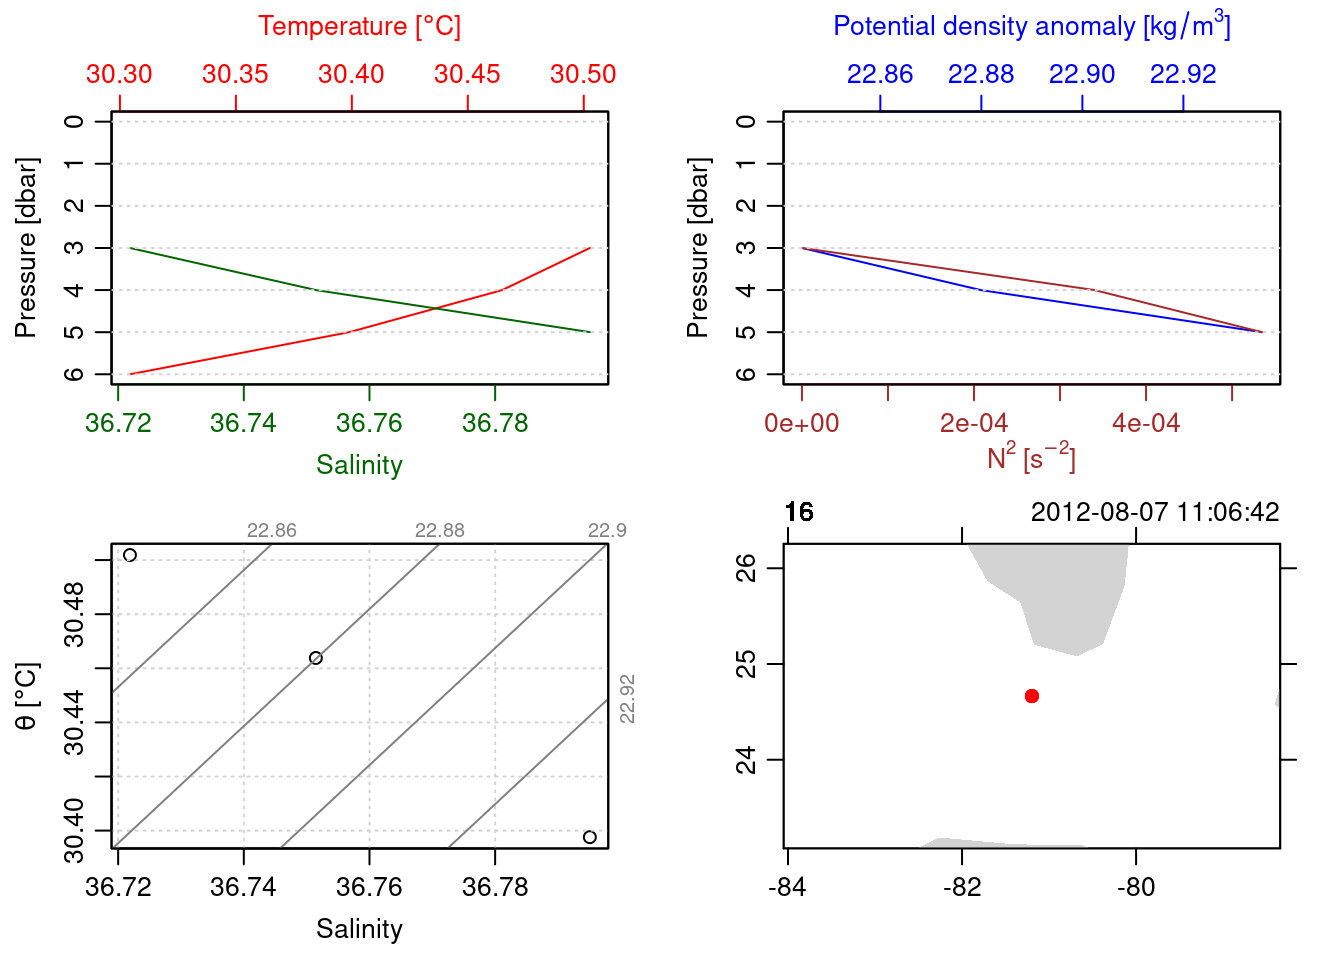 Temperature [°C]
30.30 30.35 30.40 30.45 30.50
Pressure [dbar]
0
1
2
3
4
5
6
36.72 36.74 36.76 36.78
Salinity
Potential density anomaly [kg/m³]
22.86 22.88 22.90 22.92
Pressure [dbar]
0
1
2
3
4
5
6
0e+00 2e-04 4e-04
N² [s⁻²]
22.86 22.88 22.9
22.92
θ [°C]
30.48
30.44
30.40
36.72 36.74 36.76 36.78
Salinity
16 2012-08-07 11:06:42
26
25
24
-84 -82 -80